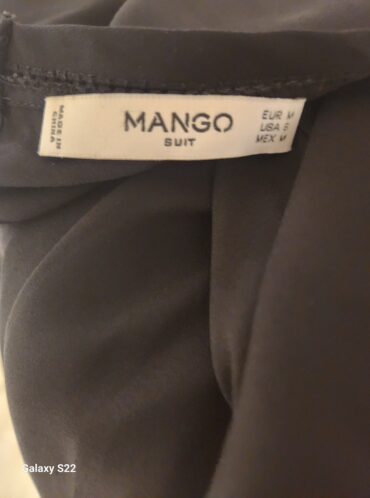 MADE IN
CHINA
MANGO
SUIT
EUR M
USA S
MEX M
Galaxy S22